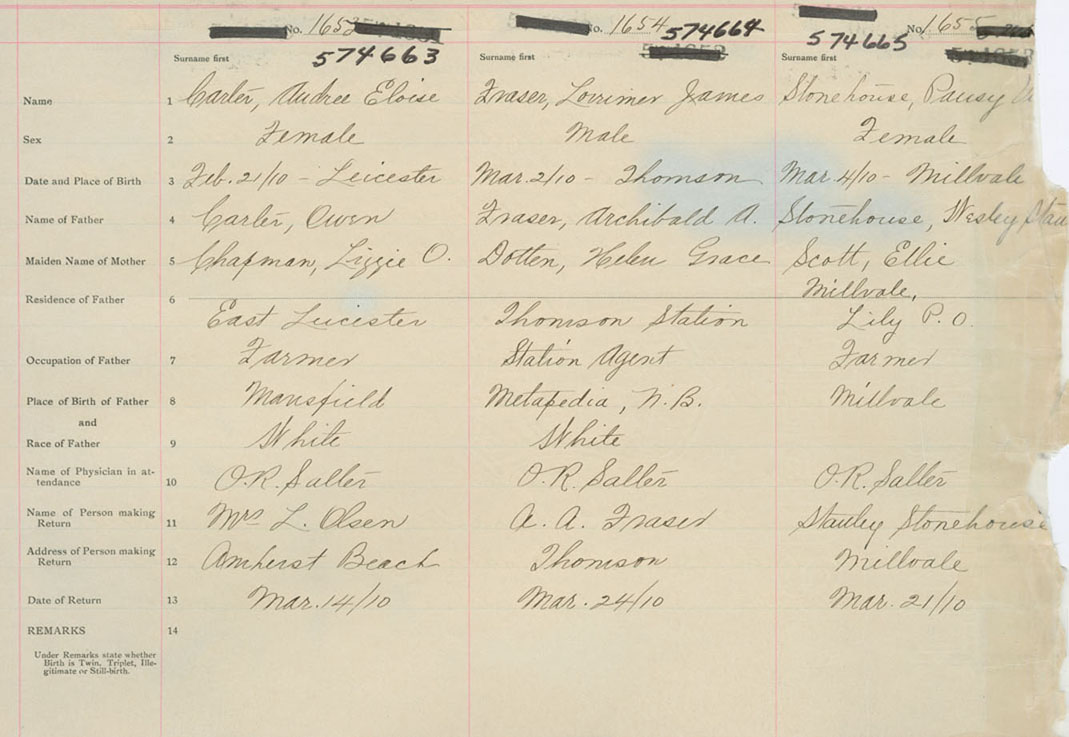 No. 1653 No. 1654 574664 No. 1655
574663 574665
Surname first Surname first Surname first
Name 1 Carter, Audree Eloise Fraser, Lorrimer James Stonehouse, Pansy
Sex 2 Female Male Female
Date and Place of Birth 3 Feb. 21/10 - Leicester Mar. 2/10 - Thomson Mar. 4/10 - Millvale
Name of Father 4 Carter, Owen Fraser, Archibald A. Stonehouse, Wesley
Maiden Name of Mother 5 Chapman, Lizzie O. Dotten, Helen Grace Scott, Ellie
Millvale,
Residence of Father 6
East Leicester Thomson Station Lily P. O.
Occupation of Father 7 Farmer Station Agent Farmer
Place of Birth of Father 8 Mansfield Metapedia, N.B. Millvale
and
Race of Father 9 White White
Name of Physician in at-
tendance 10 O.R. Salter O.R. Salter O.R. Salter
Name of Person making
Return 11 Mrs L. Olsen A. A. Fraser Stanley Stonehouse
Address of Person making
Return 12 Amherst Beach Thomson Millvale
Date of Return 13 Mar. 14/10 Mar. 24/10 Mar. 21/10
REMARKS 14
Under Remarks state whether
Birth is Twin, Triplet, Ille-
gitimate or Still-birth.